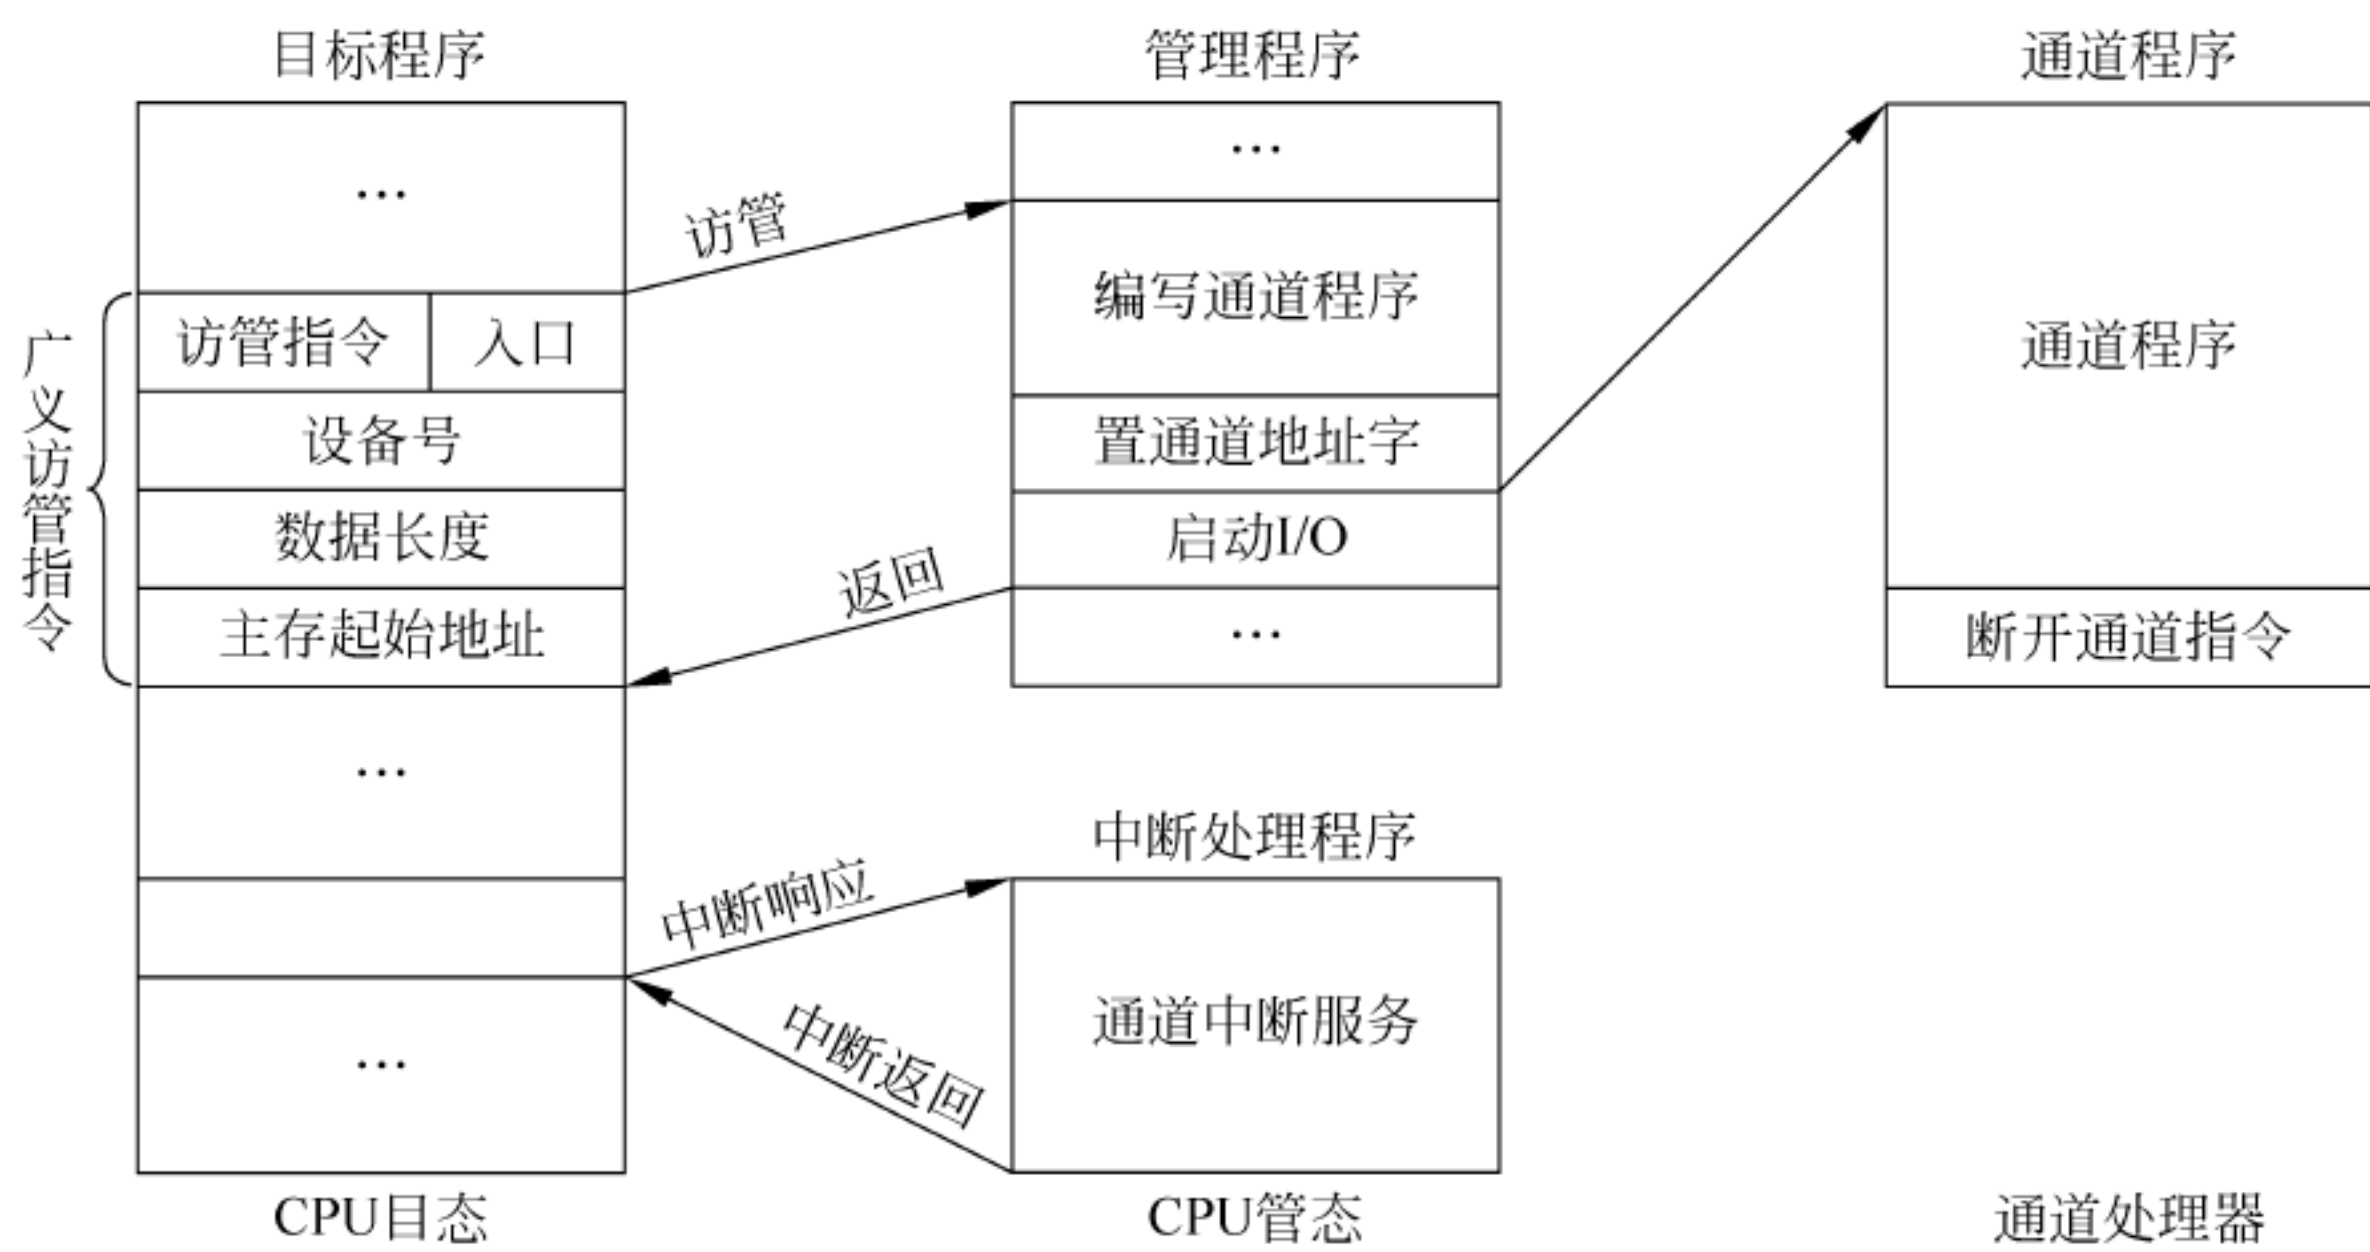 目标程序
管理程序
通道程序
…
…
访管
编写通道程序
广义访管指令
访管指令
入口
通道程序
设备号
置通道地址字
数据长度
启动I/O
返回
主存起始地址
…
断开通道指令
…
中断处理程序
中断响应
通道中断服务
中断返回
…
CPU目态
CPU管态
通道处理器